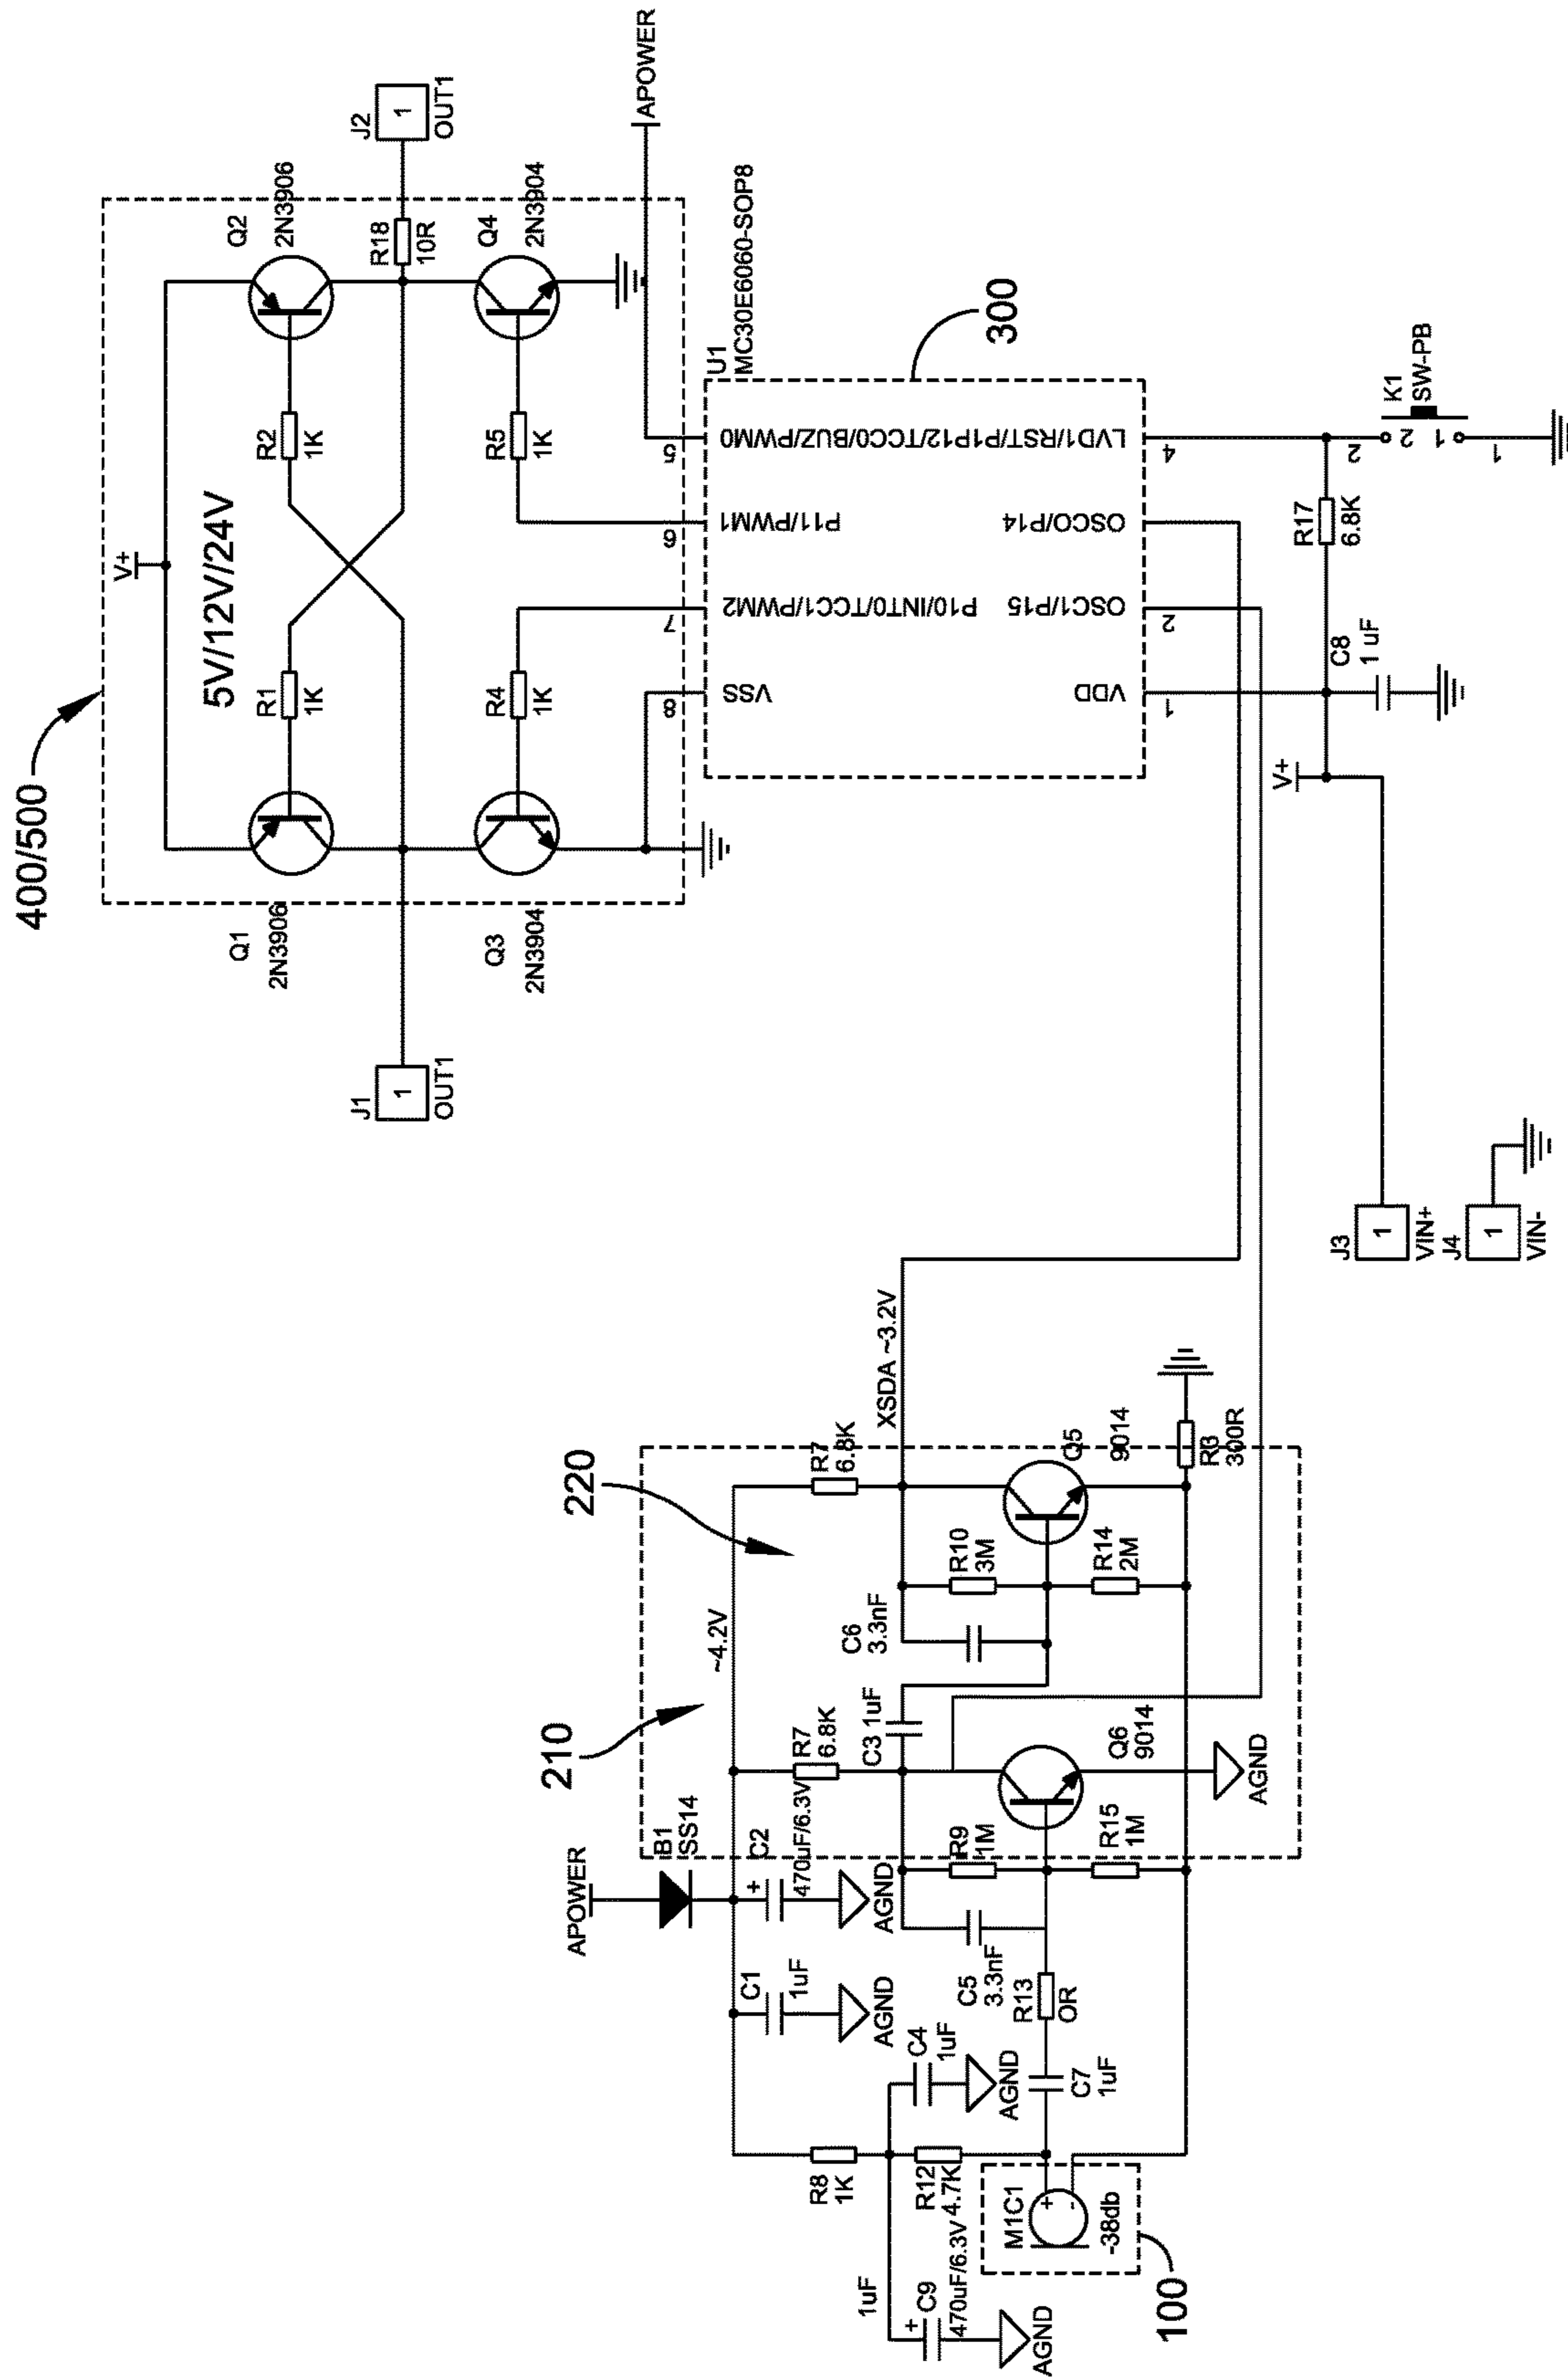 400/500
V+
5V/12V/24V
Q1
2N3906
R1
1K
R2
1K
Q2
2N3906
J1
1
OUT1
R18
10R
J2
1
OUT1
Q3
2N3904
R4
1K
R5
1K
Q4
2N3904
APOWER
U1
MC30E6060-SOP8
8
7
6
5
VSS
P10/INT0/TCC1/PWM2
P11/PWM1
LVD1/RST/P1P12/TCC0/BUZ/PWM0
VDD
OSC1/P15
OSCO/P14
1
2
4
300
V+
C8
1 uF
R17
6.8K
2
2
1
1
K1
SW-PB
J3
1
VIN+
J4
1
VIN-
210
220
APOWER
B1
SS14
~4.2V
C1
1uF
AGND
+
C2
470uF/6.3V
AGND
R7
6.8K
R7
6.8K
XSDA ~3.2V
R8
1K
C4
1uF
AGND
C3 1uF
C6
3.3nF
R10
3M
Q5
9014
R12
4.7K
1uF
+
C9
470uF/6.3V
AGND
C5
3.3nF
R13
OR
R9
1M
R15
1M
Q6
9014
AGND
R14
2M
R3
300R
C7
1uF
M1C1
+
-
-38db
100